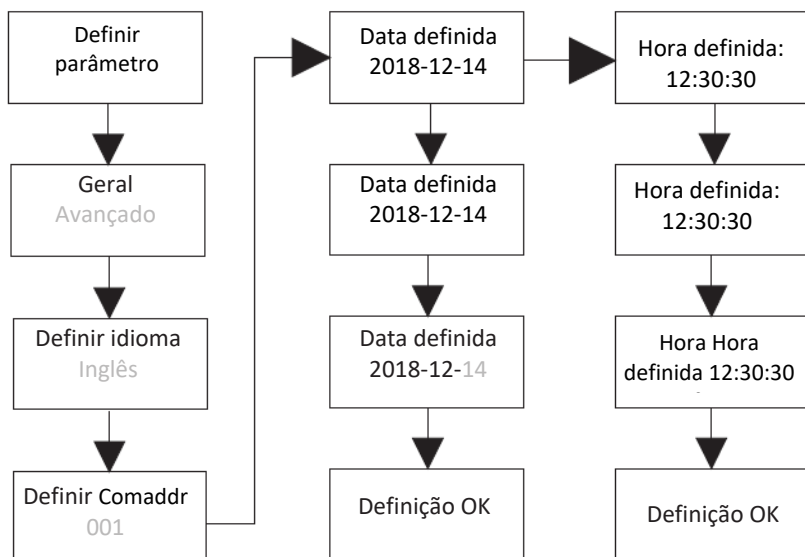 Definir
parâmetro
Geral
Avançado
Definir idioma
Inglês
Definir Comaddr
001
Data definida
2018-12-14
Data definida
2018-12-14
Data definida
2018-12-14
Definição OK
Hora definida:
12:30:30
Hora definida:
12:30:30
Hora Hora
definida 12:30:30
Definição OK